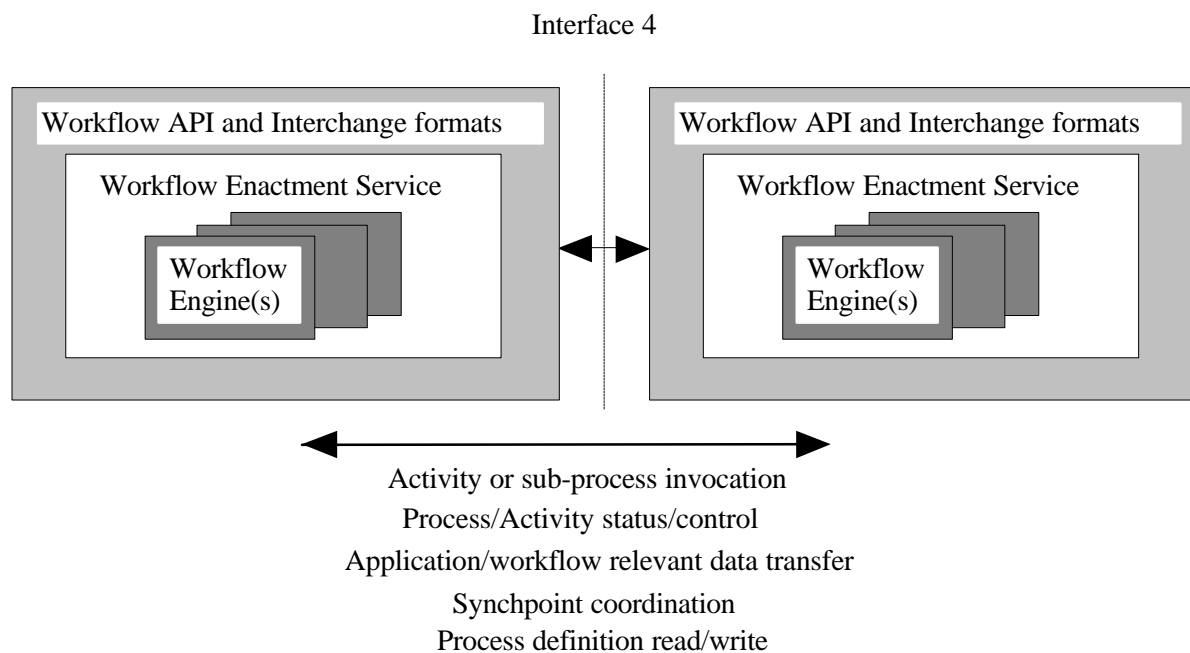 Interface 4
Workflow API and Interchange formats
Workflow Enactment Service
Workflow
Engine(s)
Workflow API and Interchange formats
Workflow Enactment Service
Workflow
Engine(s)
Activity or sub-process invocation
Process/Activity status/control
Application/workflow relevant data transfer
Synchpoint coordination
Process definition read/write